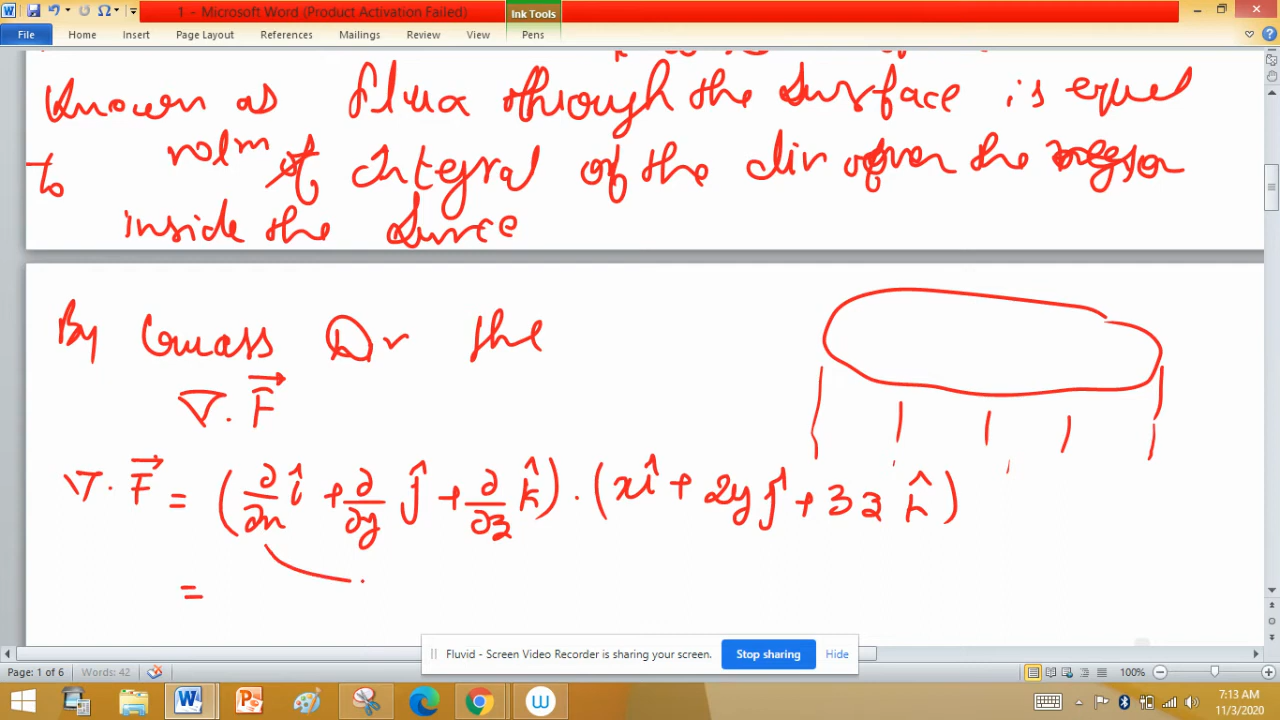 1 - Microsoft Word (Product Activation Failed)
Ink Tools
File Home Insert Page Layout References Mailings Review View Pens
Known as flux through the surface is equal
to volm of integral of the div over the region
inside the surce
By Gauss Dr the
∇. F⃗
∇. F⃗ = (∂/∂x î + ∂/∂y ĵ + ∂/∂z k̂) . (xî + 2yĵ + 3z k̂)
=
Fluvid - Screen Video Recorder is sharing your screen. Stop sharing Hide
Page: 1 of 6 Words: 42 100%
7:13 AM
11/3/2020